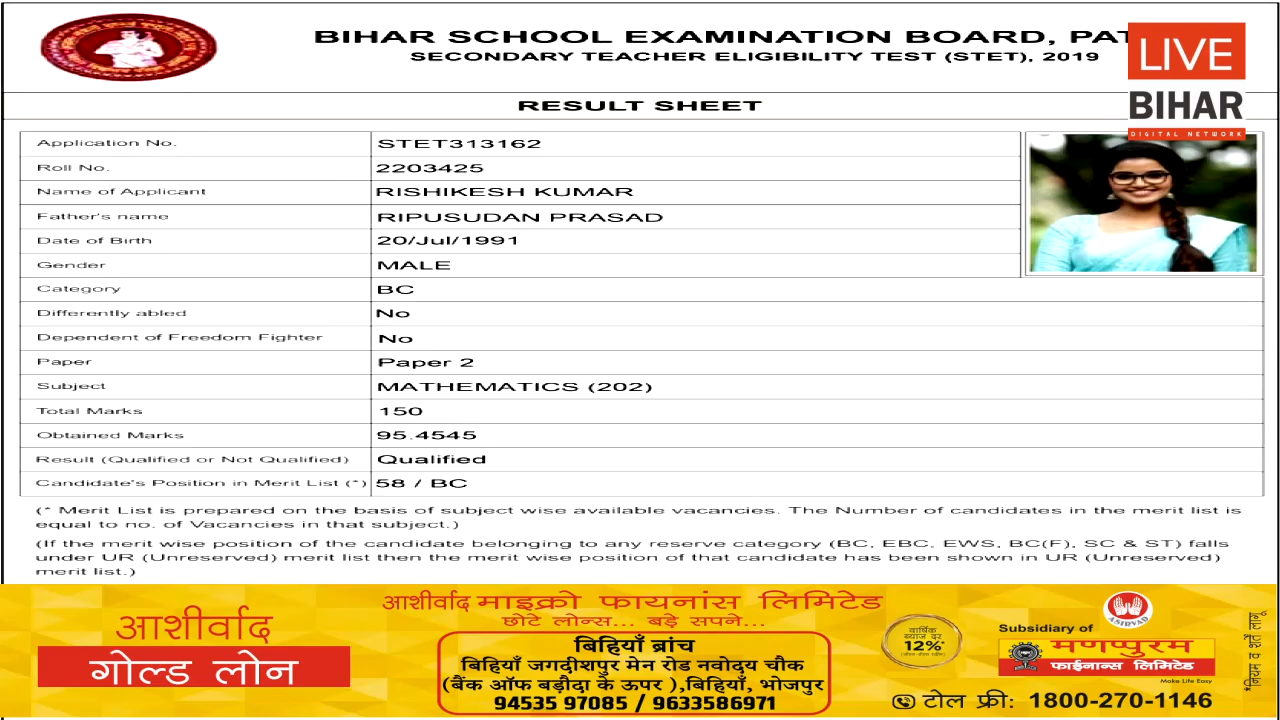 BIHAR SCHOOL EXAMINATION BOARD, PAT
SECONDARY TEACHER ELIGIBILITY TEST (STET), 2019
LIVE
BIHAR
DIGITAL NETWORK
RESULT SHEET
Application No. STET313162
Roll No. 2203425
Name of Applicant RISHIKESH KUMAR
Father's name RIPUSUDAN PRASAD
Date of Birth 20/Jul/1991
Gender MALE
Category BC
Differently abled No
Dependent of Freedom Fighter No
Paper Paper 2
Subject MATHEMATICS (202)
Total Marks 150
Obtained Marks 95.4545
Result (Qualified or Not Qualified) Qualified
Candidate's Position in Merit List (*) 58 / BC
(* Merit List is prepared on the basis of subject wise available vacancies. The Number of candidates in the merit list is
equal to no. of Vacancies in that subject.)
(If the merit wise position of the candidate belonging to any reserve category (BC, EBC, EWS, BC(F), SC & ST) falls
under UR (Unreserved) merit list then the merit wise position of that candidate has been shown in UR (Unreserved)
merit list.)
आशीर्वाद
गोल्ड लोन
आशीर्वाद माइक्रो फायनांस लिमिटेड
छोटे लोन्स... बड़े सपने...
बिहियाँ ब्रांच
बिहियाँ जगदीशपुर मेन रोड नवोदय चौक
(बैंक ऑफ बड़ौदा के ऊपर ),बिहियाँ, भोजपुर
94535 97085 / 9633586971
वार्षिक
ब्याज दर
12%*
ASIRVAD
Subsidiary of
मणप्पुरम
फाईनान्स लिमिटेड
Make Life Easy
टोल फ्री: 1800-270-1146
*नियम व शर्तें लागू